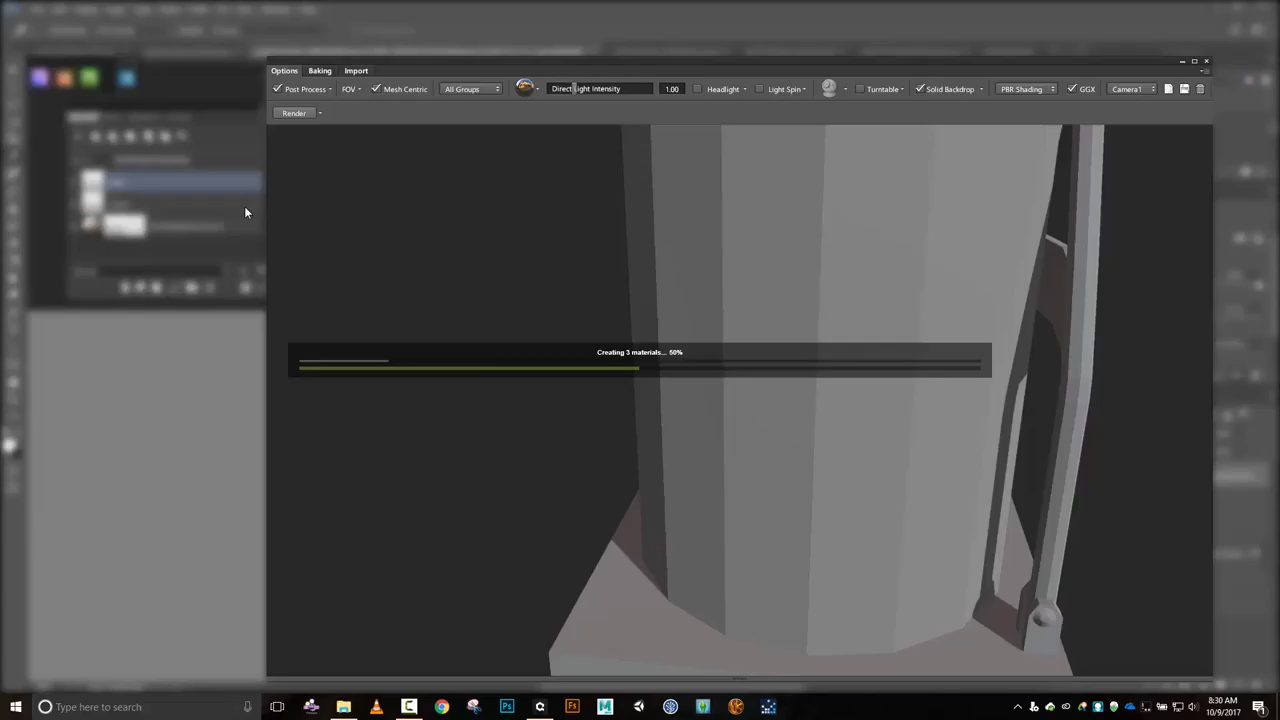 Options Baking Import
Post Process FOV Mesh Centric All Groups Direct Light Intensity 1.00 Headlight Light Spin Turntable Solid Backdrop PBR Shading GGX Camera1
Render
Creating 3 materials... 50%
Type here to search
Ps Fs
8:30 AM
10/9/2017